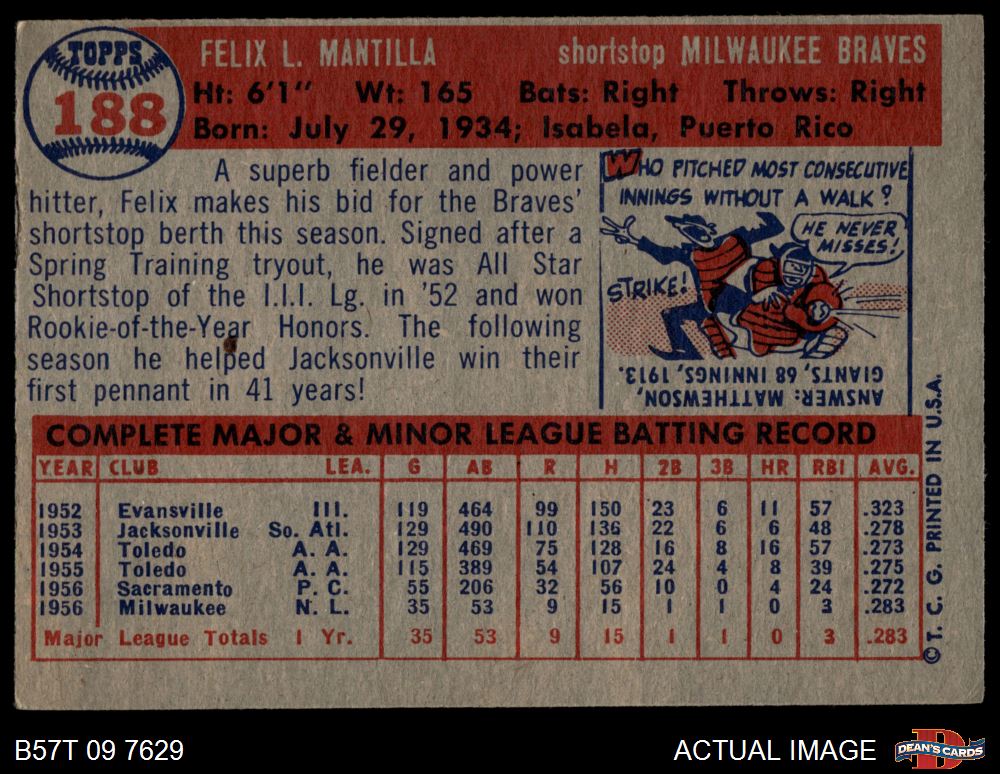 TOPPS
188
FELIX L. MANTILLA shortstop MILWAUKEE BRAVES
Ht: 6'1" Wt: 165 Bats: Right Throws: Right
Born: July 29, 1934; Isabela, Puerto Rico
A superb fielder and power
hitter, Felix makes his bid for the Braves'
shortstop berth this season. Signed after a
Spring Training tryout, he was All Star
Shortstop of the I.I.I. Lg. in '52 and won
Rookie-of-the-Year Honors. The following
season he helped Jacksonville win their
first pennant in 41 years!
WHO PITCHED MOST CONSECUTIVE
INNINGS WITHOUT A WALK?
HE NEVER
MISSES!
STRIKE!
ANSWER: MATTHEWSON,
GIANTS, 68 INNINGS, 1913.
COMPLETE MAJOR & MINOR LEAGUE BATTING RECORD
YEAR CLUB LEA. G AB R H 2B 3B HR RBI AVG.
1952 Evansville III. 119 464 99 150 23 6 11 57 .323
1953 Jacksonville So. Atl. 129 490 110 136 22 6 6 48 .278
1954 Toledo A. A. 129 469 75 128 16 8 16 57 .273
1955 Toledo A. A. 115 389 54 107 24 4 8 39 .275
1956 Sacramento P. C. 55 206 32 56 10 0 4 24 .272
1956 Milwaukee N. L. 35 53 9 15 1 1 0 3 .283
Major League Totals 1 Yr. 35 53 9 15 1 1 0 3 .283
© T. C. G. PRINTED IN U.S.A.
B57T 09 7629
ACTUAL IMAGE
DEAN'S CARDS